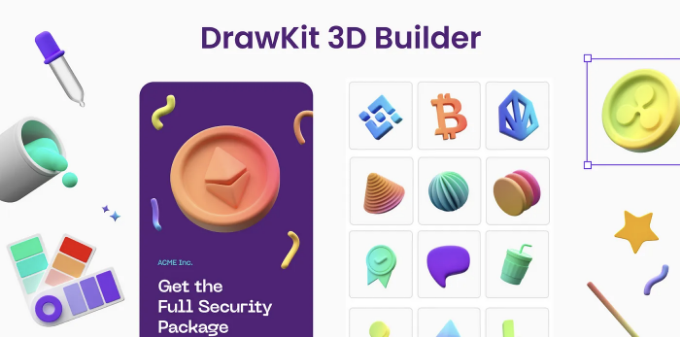 DrawKit 3D Builder
ACME Inc.
Get the
Full Security
Package